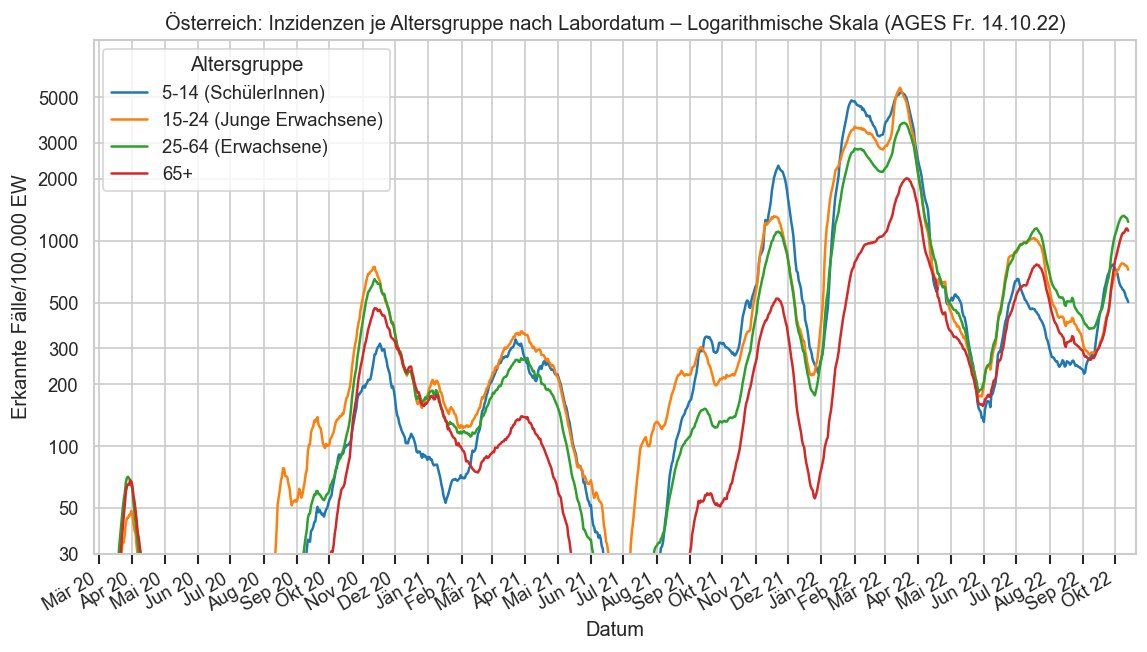 Österreich: Inzidenzen je Altersgruppe nach Labordatum – Logarithmische Skala (AGES Fr. 14.10.22)
Altersgruppe
5-14 (SchülerInnen)
15-24 (Junge Erwachsene)
25-64 (Erwachsene)
65+
Erkannte Fälle/100.000 EW
5000
3000
2000
1000
500
300
200
100
50
30
Mär 20
Apr 20
Mai 20
Jun 20
Jul 20
Aug 20
Sep 20
Okt 20
Nov 20
Dez 20
Jän 21
Feb 21
Mär 21
Apr 21
Mai 21
Jun 21
Jul 21
Aug 21
Sep 21
Okt 21
Nov 21
Dez 21
Jän 22
Feb 22
Mär 22
Apr 22
Mai 22
Jun 22
Jul 22
Aug 22
Sep 22
Okt 22
Datum